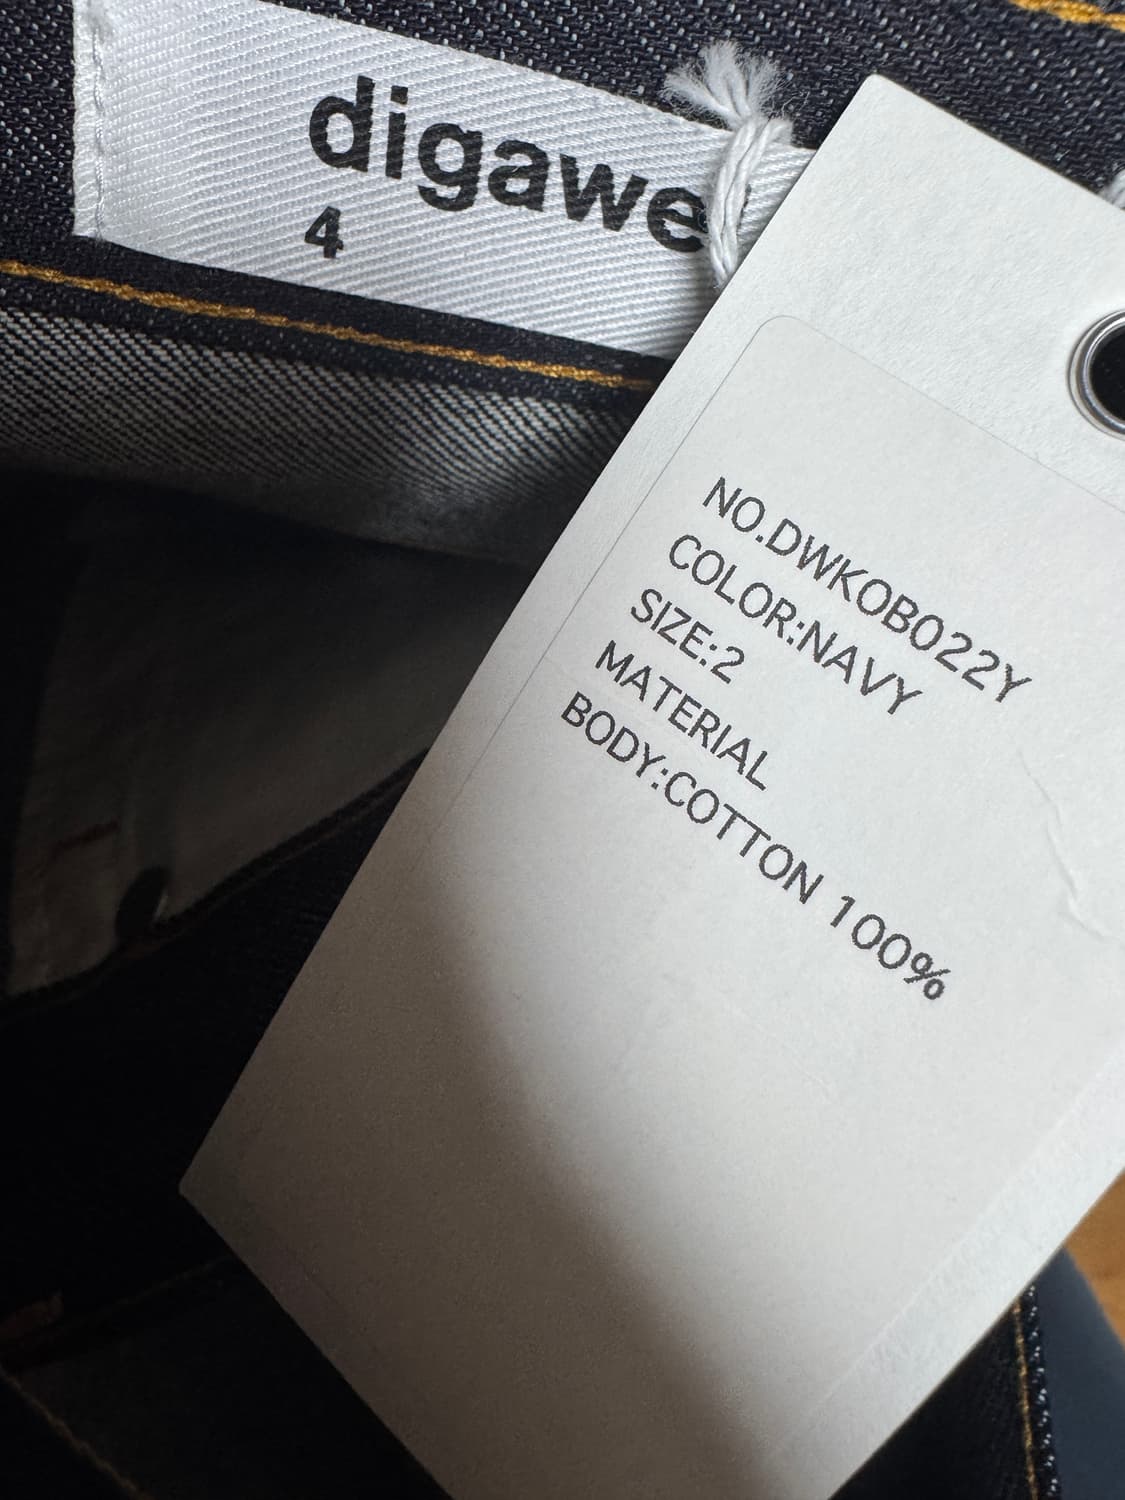 digawe
4
NO.DWKOB022Y
COLOR:NAVY
SIZE:2
MATERIAL
BODY:COTTON 100%